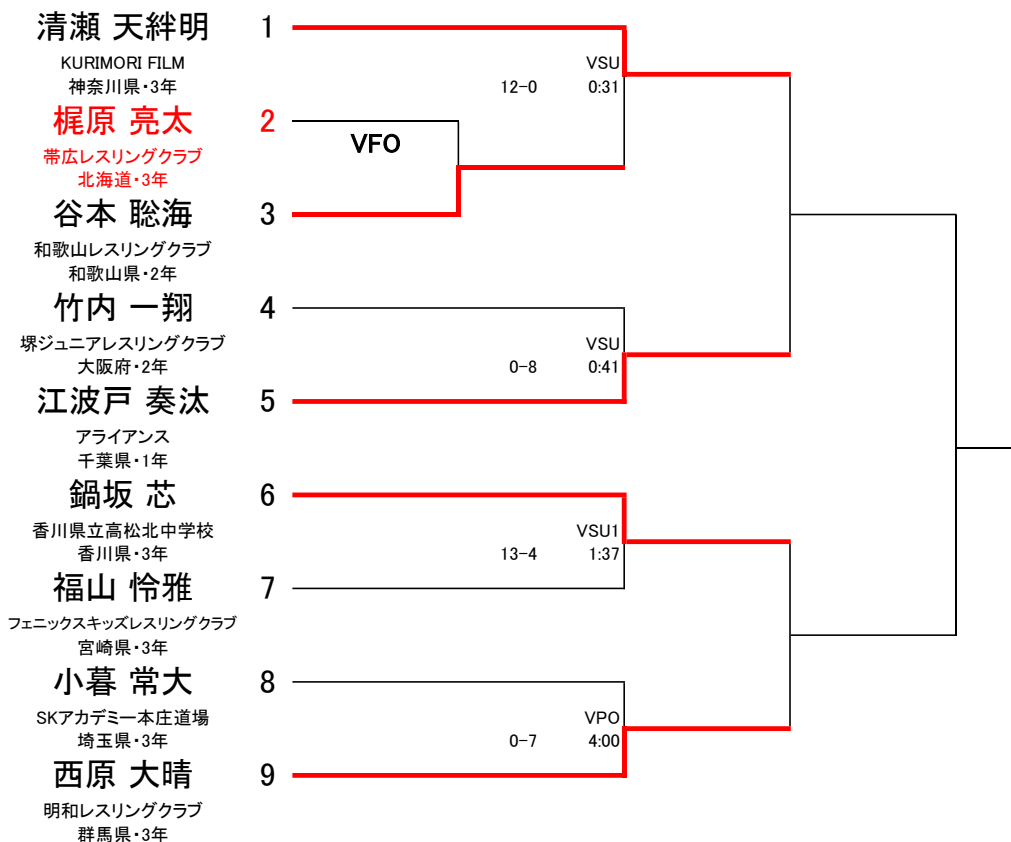 清瀬 天絆明 1
KURIMORI FILM
神奈川県・3年
VSU
12-0 0:31
梶原 亮太 2
帯広レスリングクラブ
北海道・3年
VFO
谷本 聡海 3
和歌山レスリングクラブ
和歌山県・2年
竹内 一翔 4
堺ジュニアレスリングクラブ
大阪府・2年
VSU
0-8 0:41
江波戸 奏汰 5
アライアンス
千葉県・1年
鍋坂 芯 6
香川県立高松北中学校
香川県・3年
VSU1
13-4 1:37
福山 怜雅 7
フェニックスキッズレスリングクラブ
宮崎県・3年
小暮 常大 8
SKアカデミー本庄道場
埼玉県・3年
VPO
0-7 4:00
西原 大晴 9
明和レスリングクラブ
群馬県・3年